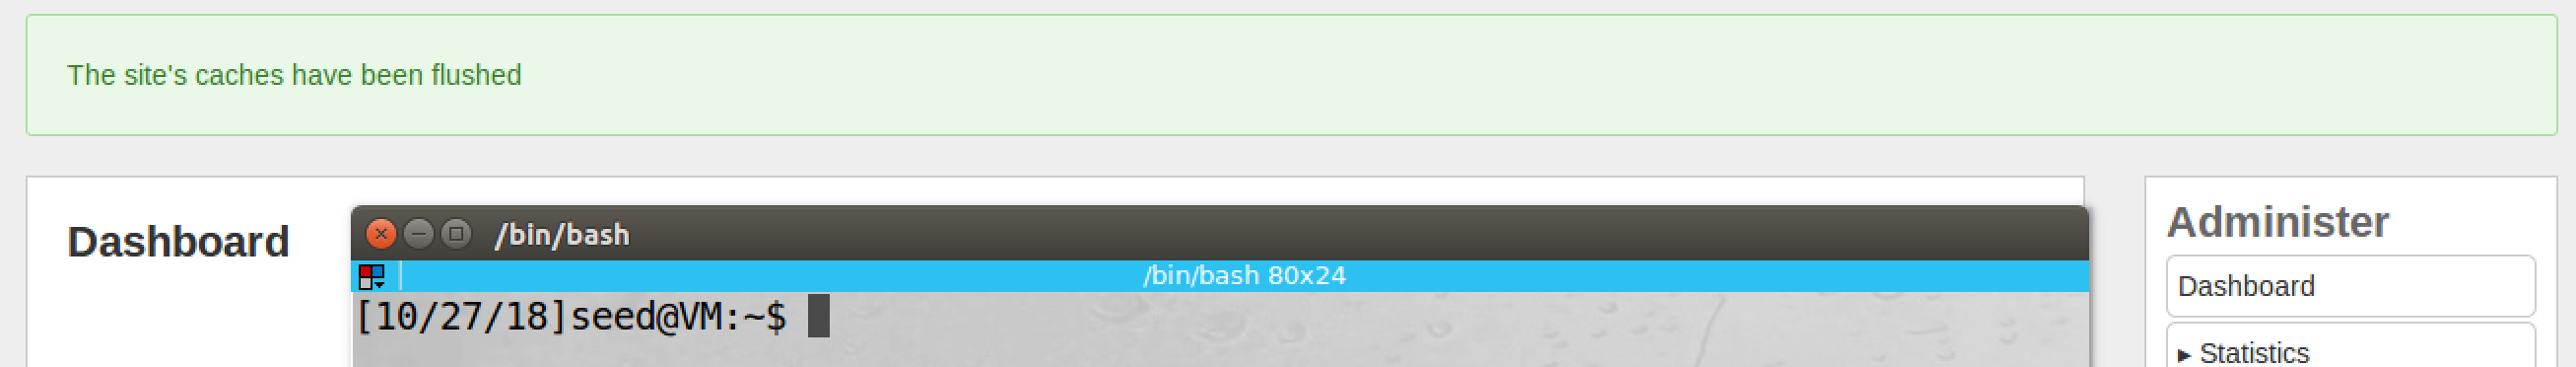 The site's caches have been flushed
Dashboard
/bin/bash
/bin/bash 80x24
[10/27/18]seed@VM:~$
Administer
Dashboard
▸ Statistics